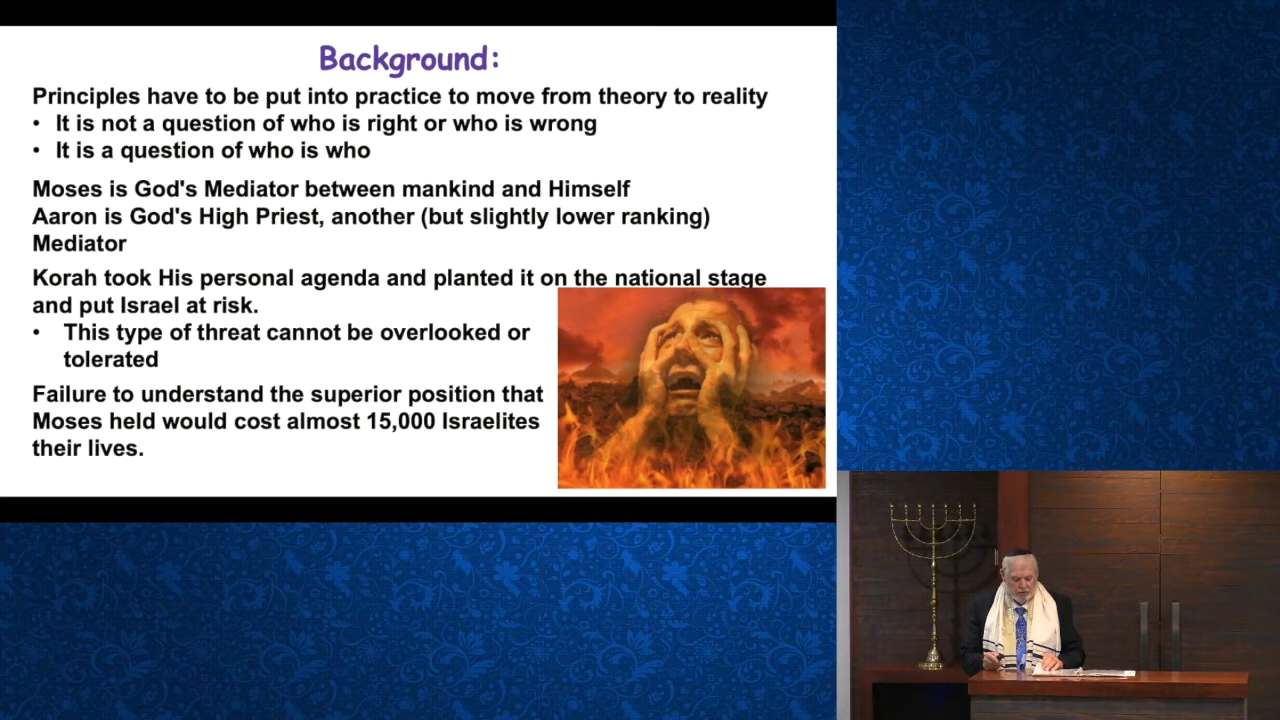 Background:
Principles have to be put into practice to move from theory to reality
• It is not a question of who is right or who is wrong
• It is a question of who is who
Moses is God's Mediator between mankind and Himself
Aaron is God's High Priest, another (but slightly lower ranking)
Mediator
Korah took His personal agenda and planted it on the national stage
and put Israel at risk.
• This type of threat cannot be overlooked or
tolerated
Failure to understand the superior position that
Moses held would cost almost 15,000 Israelites
their lives.